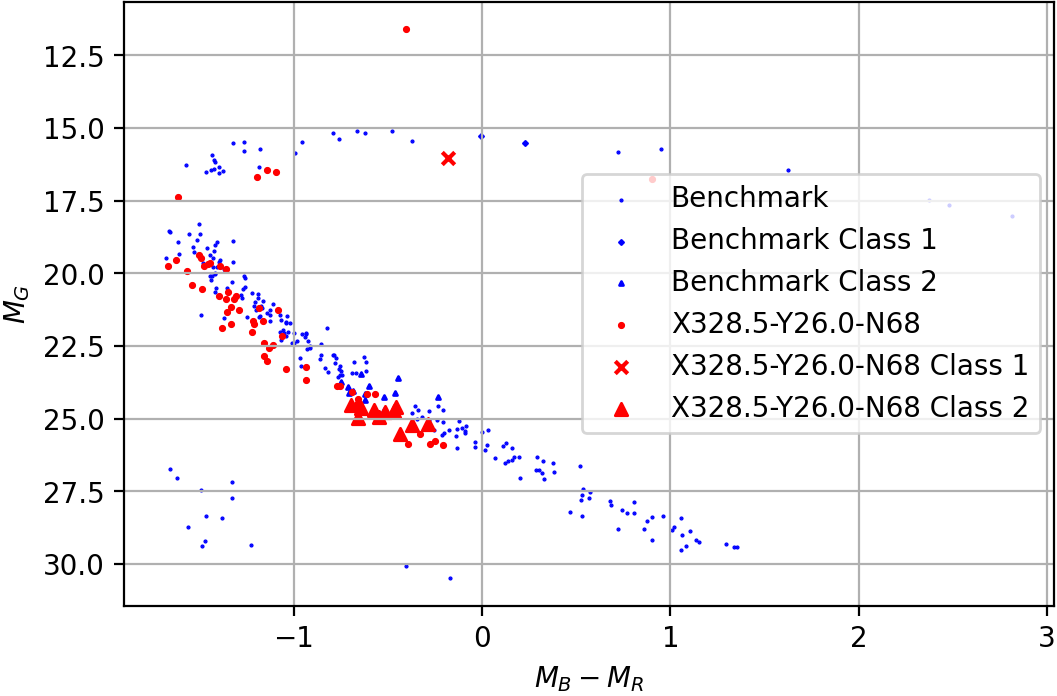 12.5
15.0
17.5
20.0
22.5
25.0
27.5
30.0
M_G
Benchmark
Benchmark Class 1
Benchmark Class 2
X328.5-Y26.0-N68
X328.5-Y26.0-N68 Class 1
X328.5-Y26.0-N68 Class 2
−1 0 1 2 3
M_B − M_R